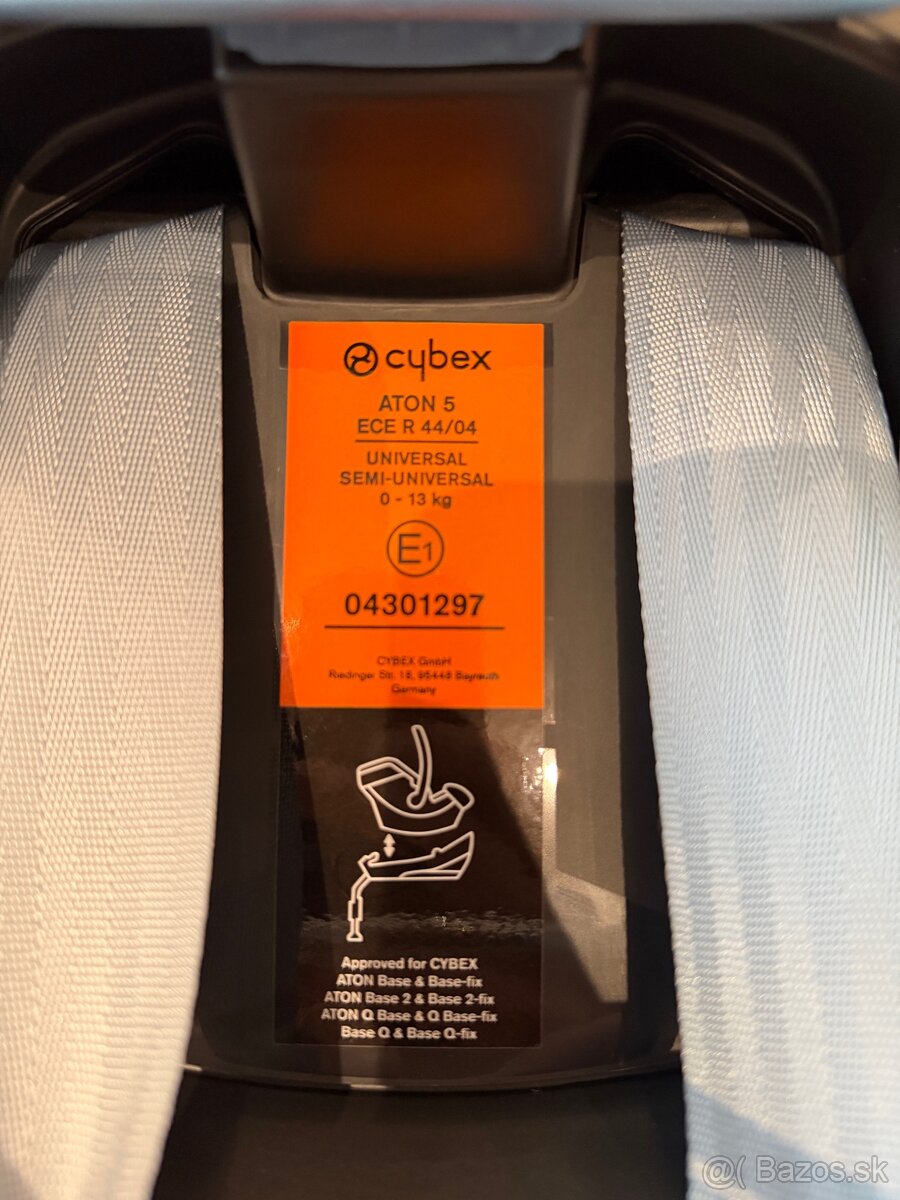 cybex
ATON 5
ECE R 44/04
UNIVERSAL
SEMI-UNIVERSAL
0 - 13 kg
E1
04301297
CYBEX GmbH
Riedinger Str. 18, 95448 Bayreuth
Germany
Approved for CYBEX
ATON Base & Base-fix
ATON Base 2 & Base 2-fix
ATON Q Base & Q Base-fix
Base Q & Base Q-fix
@( Bazos.sk